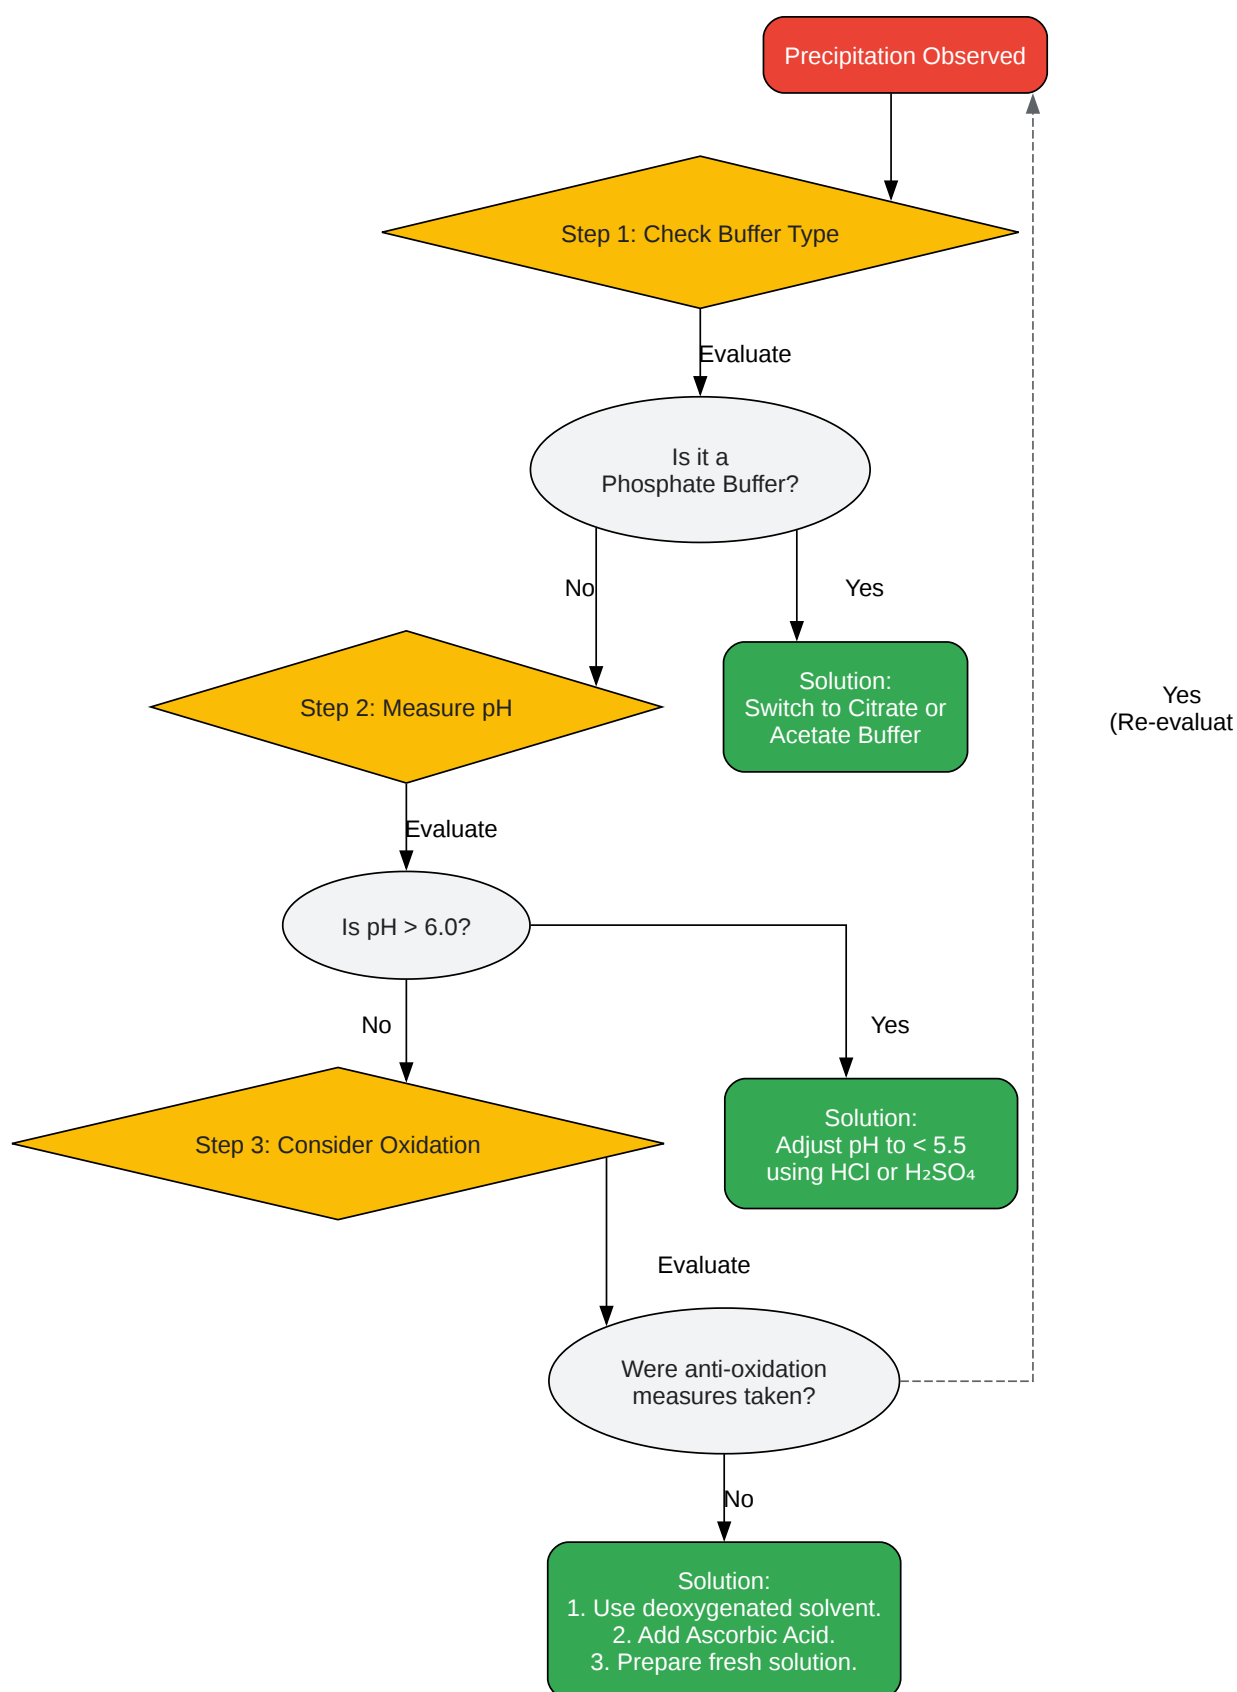 Precipitation Observed
Step 1: Check Buffer Type
Evaluate
Is it a
Phosphate Buffer?
No
Yes
Step 2: Measure pH
Solution:
Switch to Citrate or
Acetate Buffer
Yes
(Re-evaluat
Evaluate
Is pH > 6.0?
No
Yes
Step 3: Consider Oxidation
Solution:
Adjust pH to < 5.5
using HCl or H₂SO₄
Evaluate
Were anti-oxidation
measures taken?
No
Solution:
1. Use deoxygenated solvent.
2. Add Ascorbic Acid.
3. Prepare fresh solution.